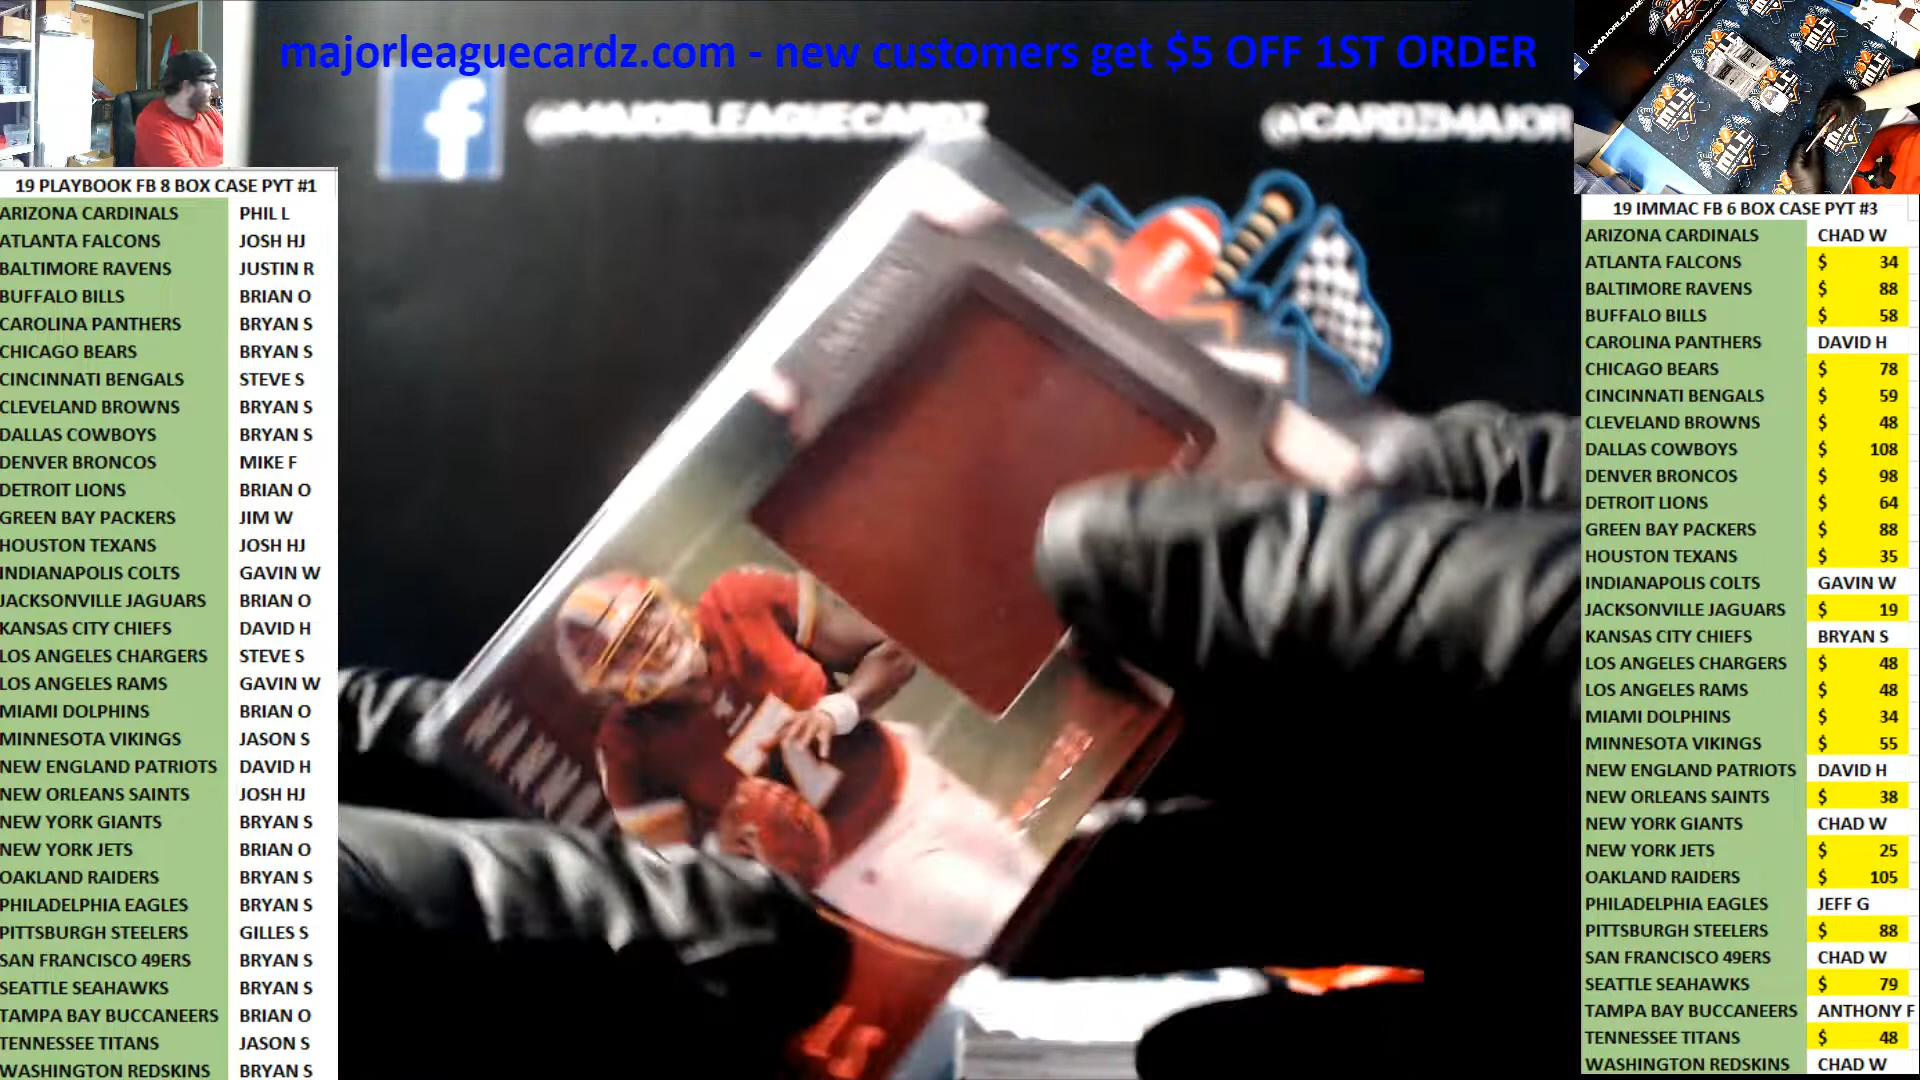 majorleaguecardz.com - new customers get $5 OFF 1ST ORDER
f
@MAJORLEAGUECARDZ
@CARDZMAJOR
19 PLAYBOOK FB 8 BOX CASE PYT #1
ARIZONA CARDINALS PHIL L
ATLANTA FALCONS JOSH HJ
BALTIMORE RAVENS JUSTIN R
BUFFALO BILLS BRIAN O
CAROLINA PANTHERS BRYAN S
CHICAGO BEARS BRYAN S
CINCINNATI BENGALS STEVE S
CLEVELAND BROWNS BRYAN S
DALLAS COWBOYS BRYAN S
DENVER BRONCOS MIKE F
DETROIT LIONS BRIAN O
GREEN BAY PACKERS JIM W
HOUSTON TEXANS JOSH HJ
INDIANAPOLIS COLTS GAVIN W
JACKSONVILLE JAGUARS BRIAN O
KANSAS CITY CHIEFS DAVID H
LOS ANGELES CHARGERS STEVE S
LOS ANGELES RAMS GAVIN W
MIAMI DOLPHINS BRIAN O
MINNESOTA VIKINGS JASON S
NEW ENGLAND PATRIOTS DAVID H
NEW ORLEANS SAINTS JOSH HJ
NEW YORK GIANTS BRYAN S
NEW YORK JETS BRIAN O
OAKLAND RAIDERS BRYAN S
PHILADELPHIA EAGLES BRYAN S
PITTSBURGH STEELERS GILLES S
SAN FRANCISCO 49ERS BRYAN S
SEATTLE SEAHAWKS BRYAN S
TAMPA BAY BUCCANEERS BRIAN O
TENNESSEE TITANS JASON S
WASHINGTON REDSKINS BRYAN S
MLC
MLC
MLC
19 IMMAC FB 6 BOX CASE PYT #3
ARIZONA CARDINALS CHAD W
ATLANTA FALCONS $ 34
BALTIMORE RAVENS $ 88
BUFFALO BILLS $ 58
CAROLINA PANTHERS DAVID H
CHICAGO BEARS $ 78
CINCINNATI BENGALS $ 59
CLEVELAND BROWNS $ 48
DALLAS COWBOYS $ 108
DENVER BRONCOS $ 98
DETROIT LIONS $ 64
GREEN BAY PACKERS $ 88
HOUSTON TEXANS $ 35
INDIANAPOLIS COLTS GAVIN W
JACKSONVILLE JAGUARS $ 19
KANSAS CITY CHIEFS BRYAN S
LOS ANGELES CHARGERS $ 48
LOS ANGELES RAMS $ 48
MIAMI DOLPHINS $ 34
MINNESOTA VIKINGS $ 55
NEW ENGLAND PATRIOTS DAVID H
NEW ORLEANS SAINTS $ 38
NEW YORK GIANTS CHAD W
NEW YORK JETS $ 25
OAKLAND RAIDERS $ 105
PHILADELPHIA EAGLES JEFF G
PITTSBURGH STEELERS $ 88
SAN FRANCISCO 49ERS CHAD W
SEATTLE SEAHAWKS $ 79
TAMPA BAY BUCCANEERS ANTHONY F
TENNESSEE TITANS $ 48
WASHINGTON REDSKINS CHAD W